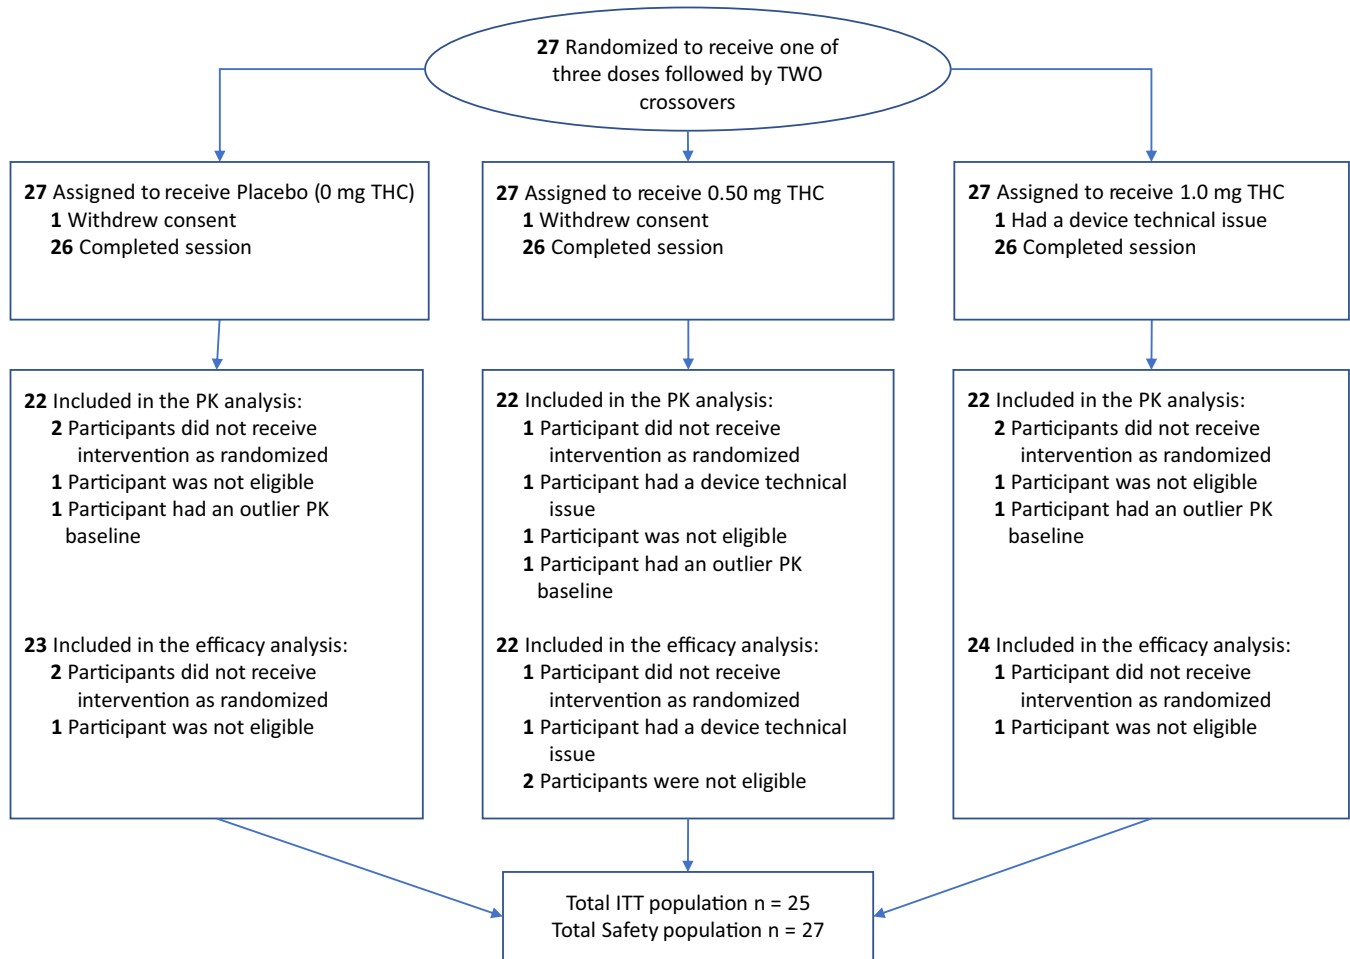 27 Randomized to receive one of
three doses followed by TWO
crossovers
27 Assigned to receive Placebo (0 mg THC)
1 Withdrew consent
26 Completed session
27 Assigned to receive 0.50 mg THC
1 Withdrew consent
26 Completed session
27 Assigned to receive 1.0 mg THC
1 Had a device technical issue
26 Completed session
22 Included in the PK analysis:
2 Participants did not receive
intervention as randomized
1 Participant was not eligible
1 Participant had an outlier PK
baseline
23 Included in the efficacy analysis:
2 Participants did not receive
intervention as randomized
1 Participant was not eligible
22 Included in the PK analysis:
1 Participant did not receive
intervention as randomized
1 Participant had a device technical
issue
1 Participant was not eligible
1 Participant had an outlier PK
baseline
22 Included in the efficacy analysis:
1 Participant did not receive
intervention as randomized
1 Participant had a device technical
issue
2 Participants were not eligible
22 Included in the PK analysis:
2 Participants did not receive
intervention as randomized
1 Participant was not eligible
1 Participant had an outlier PK
baseline
24 Included in the efficacy analysis:
1 Participant did not receive
intervention as randomized
1 Participant was not eligible
Total ITT population n = 25
Total Safety population n = 27